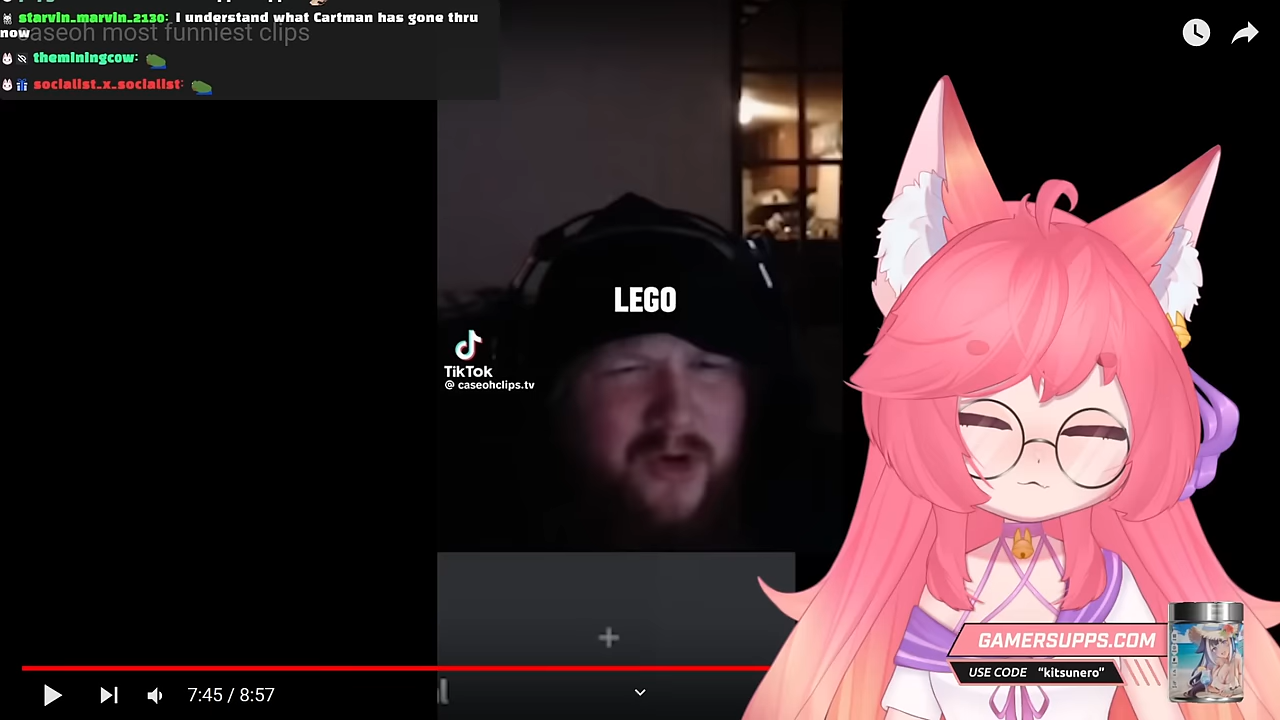 starvin_marvin_2130: I understand what Cartman has gone thru
now
caseoh most funniest clips
theminingcow:
socialist_x_socialist:
LEGO
TikTok
@ caseohclips.tv
GAMERSUPPS.COM
USE CODE "kitsunero"
7:45 / 8:57